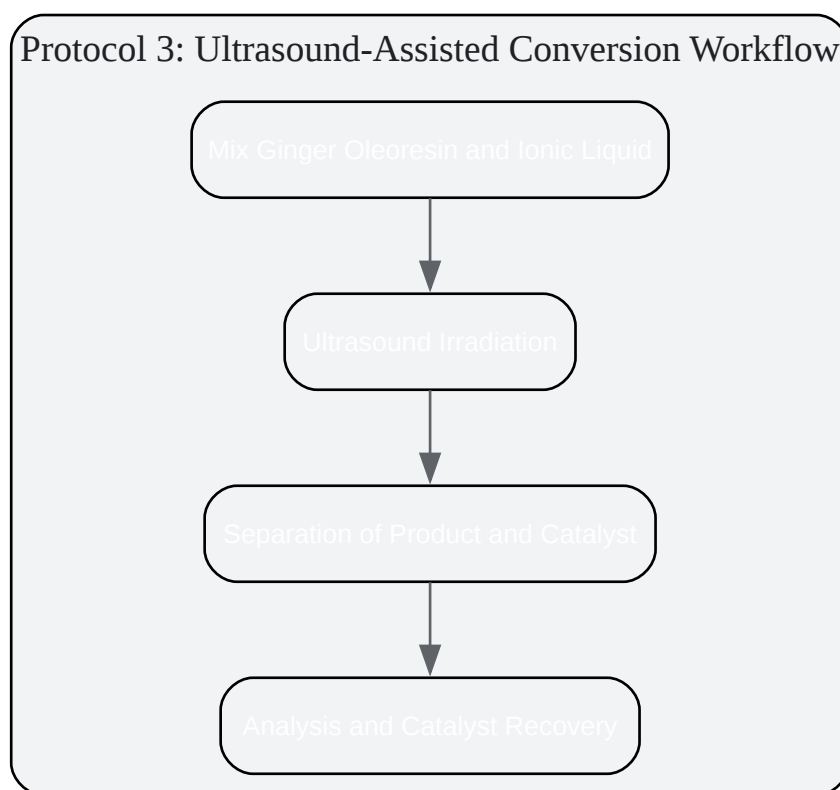 Protocol 3: Ultrasound-Assisted Conversion Workflow
Mix Ginger Oleoresin and Ionic Liquid
Ultrasound Irradiation
Separation of Product and Catalyst
Analysis and Catalyst Recovery